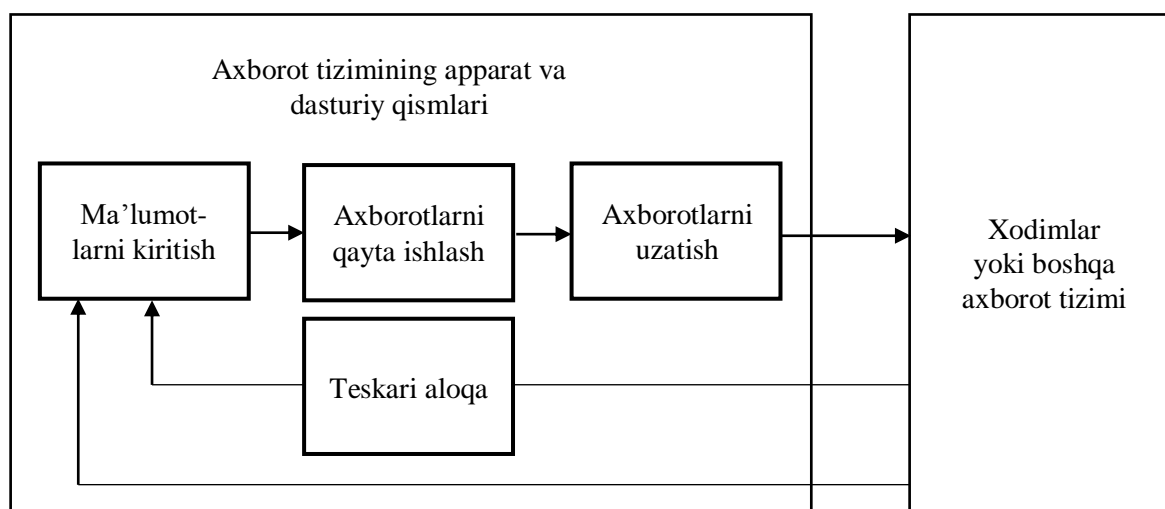 Axborot tizimining apparat va
dasturiy qismlari
Ma’lumot-
larni kiritish
Axborotlarni
qayta ishlash
Axborotlarni
uzatish
Xodimlar
yoki boshqa
axborot tizimi
Teskari aloqa